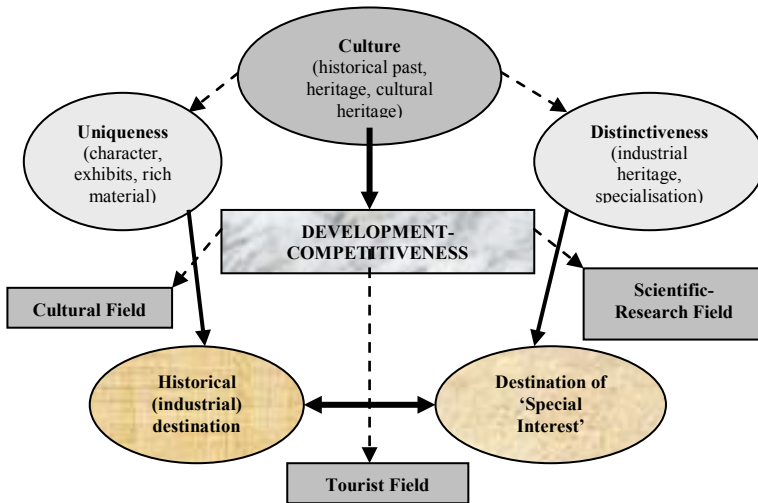 Culture
(historical past,
heritage, cultural
heritage)
Uniqueness
(character,
exhibits, rich
material)
Distinctiveness
(industrial
heritage,
specialisation)
DEVELOPMENT-
COMPETITIVENESS
Cultural Field
Scientific-
Research Field
Historical
(industrial)
destination
Destination of
‘Special
Interest’
Tourist Field